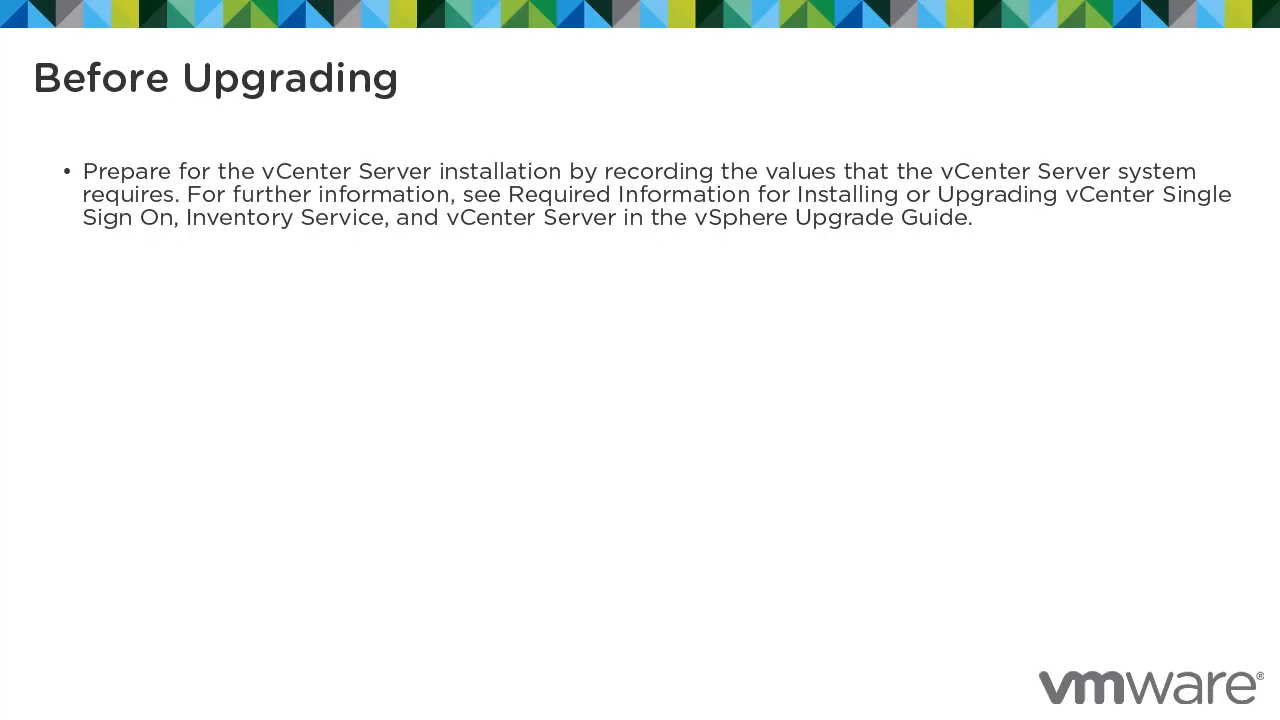 Before Upgrading
• Prepare for the vCenter Server installation by recording the values that the vCenter Server system
requires. For further information, see Required Information for Installing or Upgrading vCenter Single
Sign On, Inventory Service, and vCenter Server in the vSphere Upgrade Guide.
vmware®